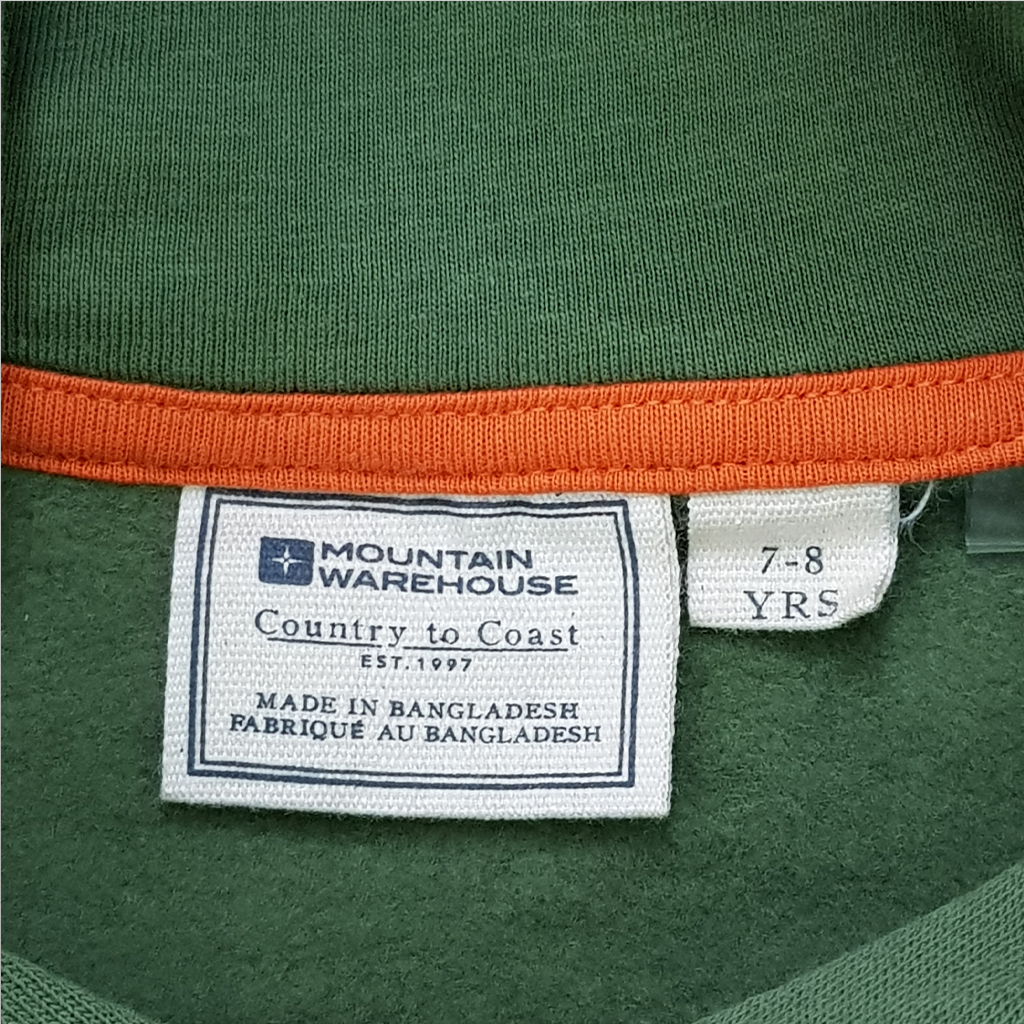 MOUNTAIN
WAREHOUSE
Country to Coast
EST. 1997
MADE IN BANGLADESH
FABRIQUÉ AU BANGLADESH
7-8
YRS